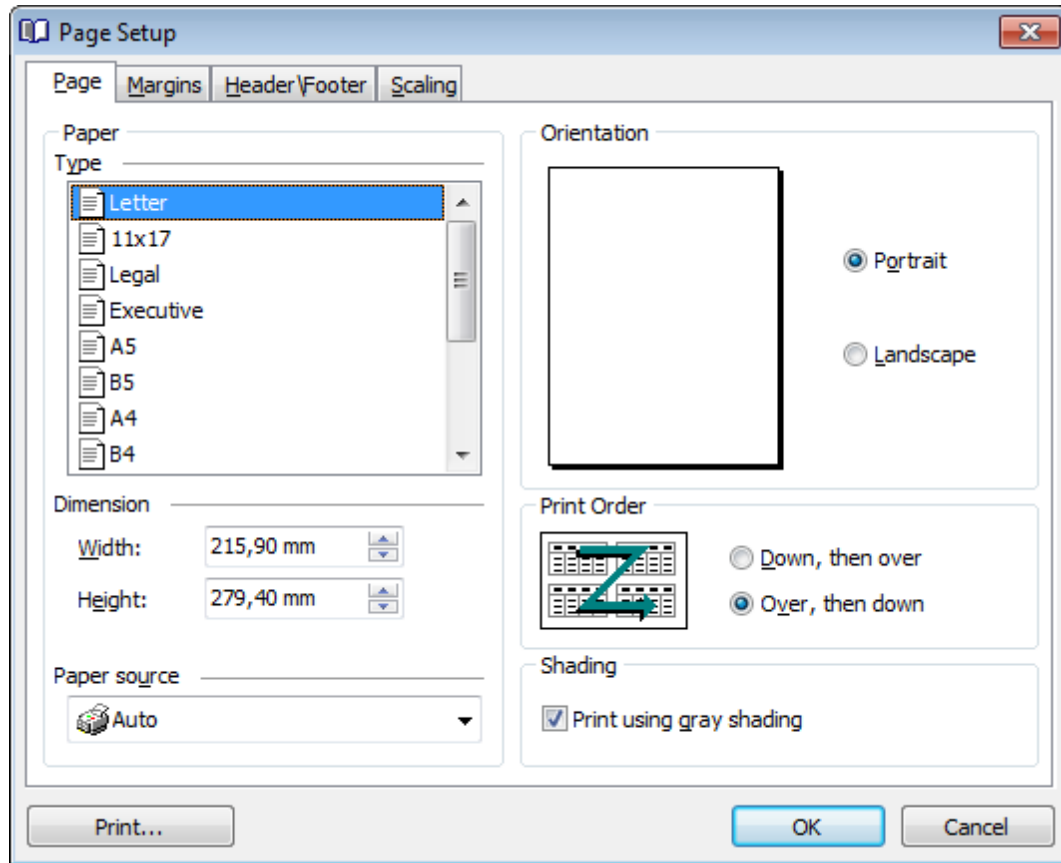 Page Setup
Page Margins Header\Footer Scaling
Paper
Type
Letter
11x17
Legal
Executive
A5
B5
A4
B4
Dimension
Width: 215,90 mm
Height: 279,40 mm
Paper source
Auto
Orientation
Portrait
Landscape
Print Order
Down, then over
Over, then down
Shading
Print using gray shading
Print... OK Cancel